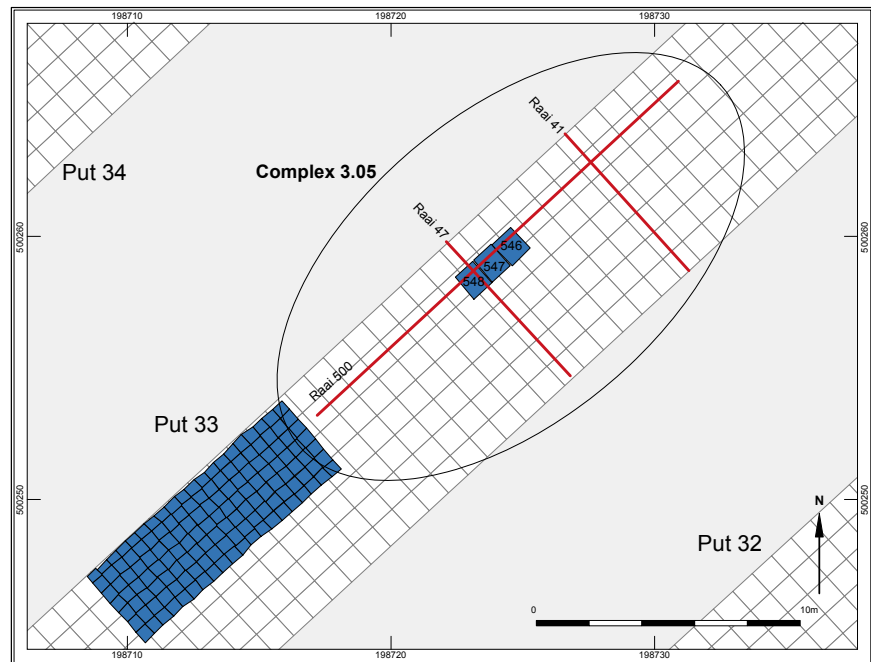 198710
198720
198730
Raai 41
Put 34
Complex 3.05
Raai 47
500260
500260
546
547
548
Raai 500
Put 33
500250
500250
N
Put 32
0
10m
198710
198720
198730